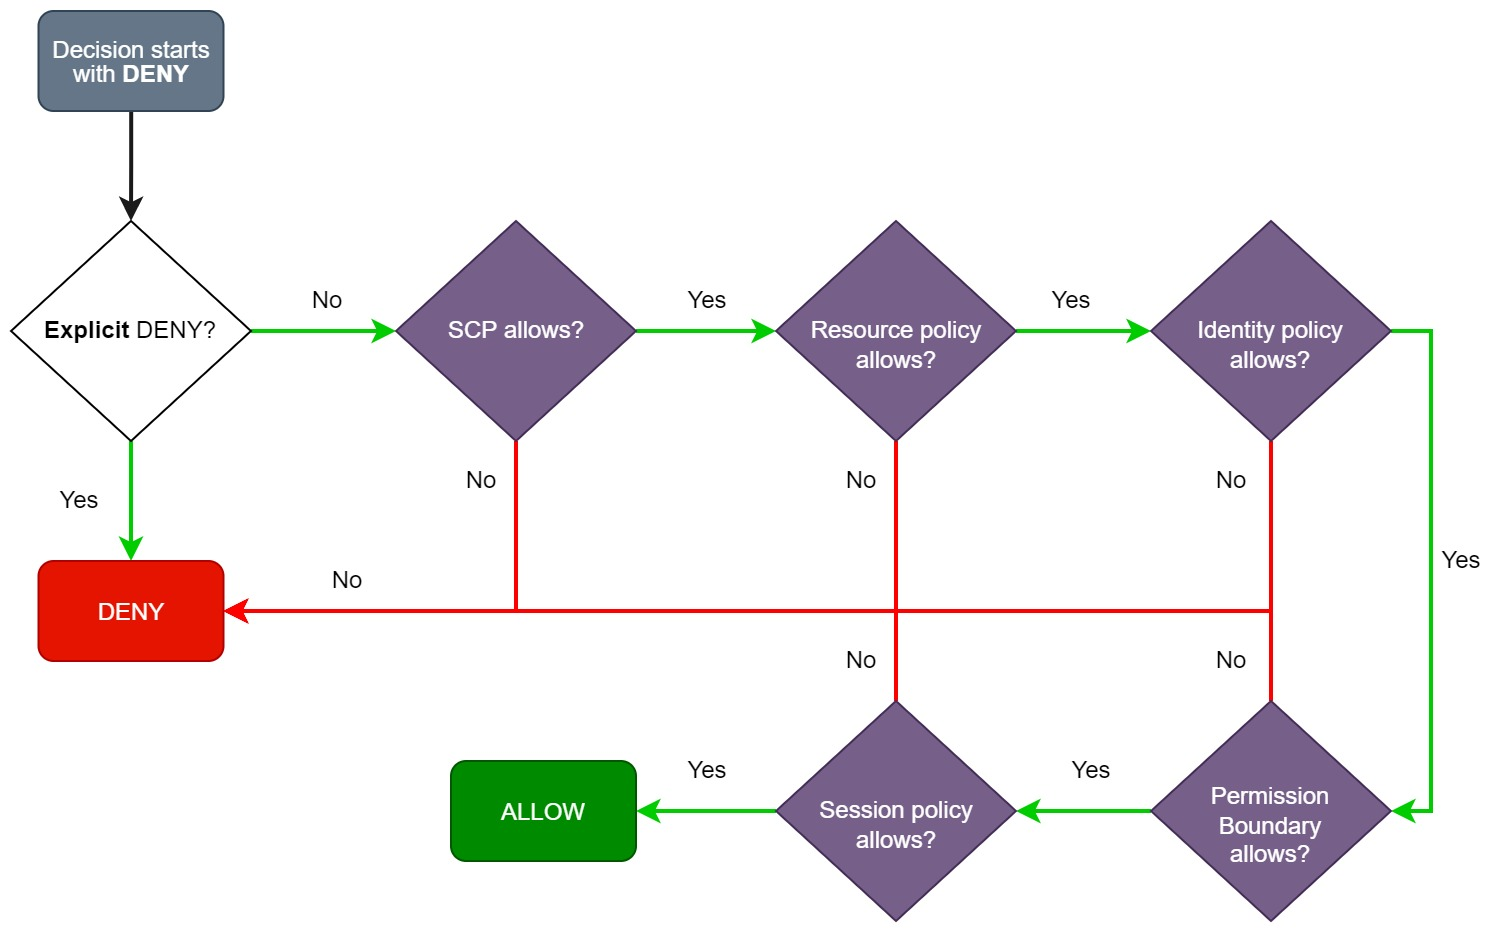 Decision starts
with DENY
Explicit DENY?
No
SCP allows?
Yes
Resource policy
allows?
Yes
Identity policy
allows?
Yes
No
No
No
Yes
DENY
No
No
No
ALLOW
Yes
Session policy
allows?
Yes
Permission
Boundary
allows?